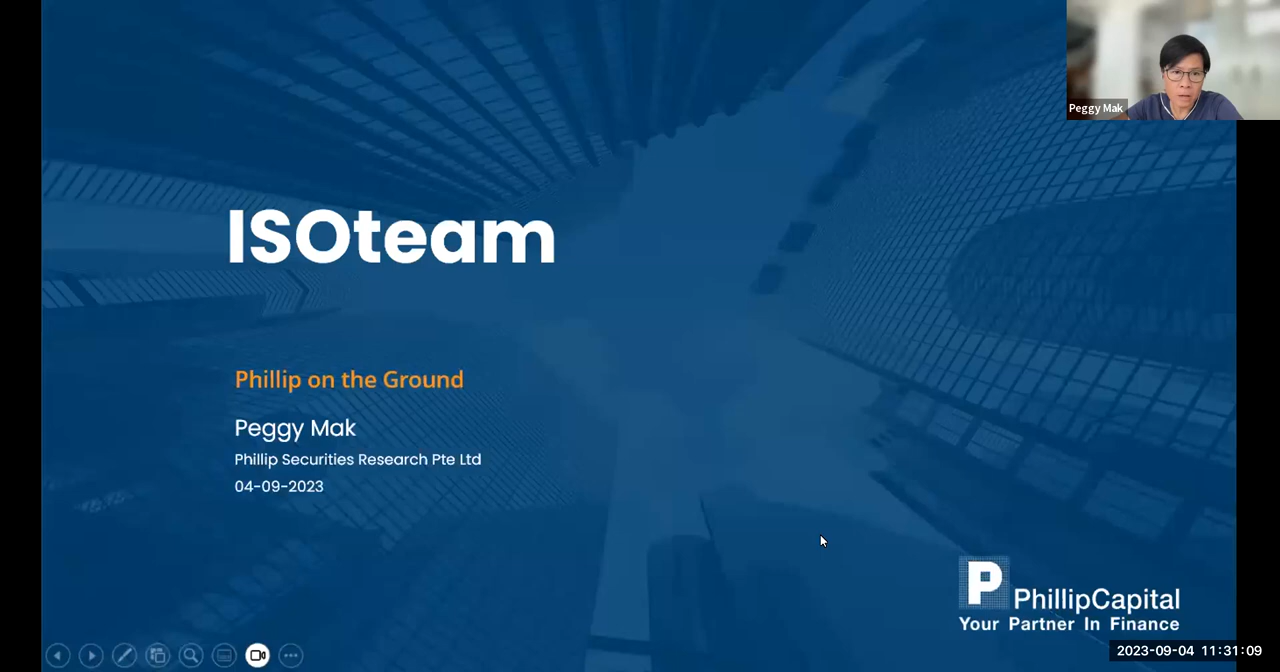 Peggy Mak
ISOteam
Phillip on the Ground
Peggy Mak
Phillip Securities Research Pte Ltd
04-09-2023
P PhillipCapital
Your Partner In Finance
2023-09-04 11:31:09